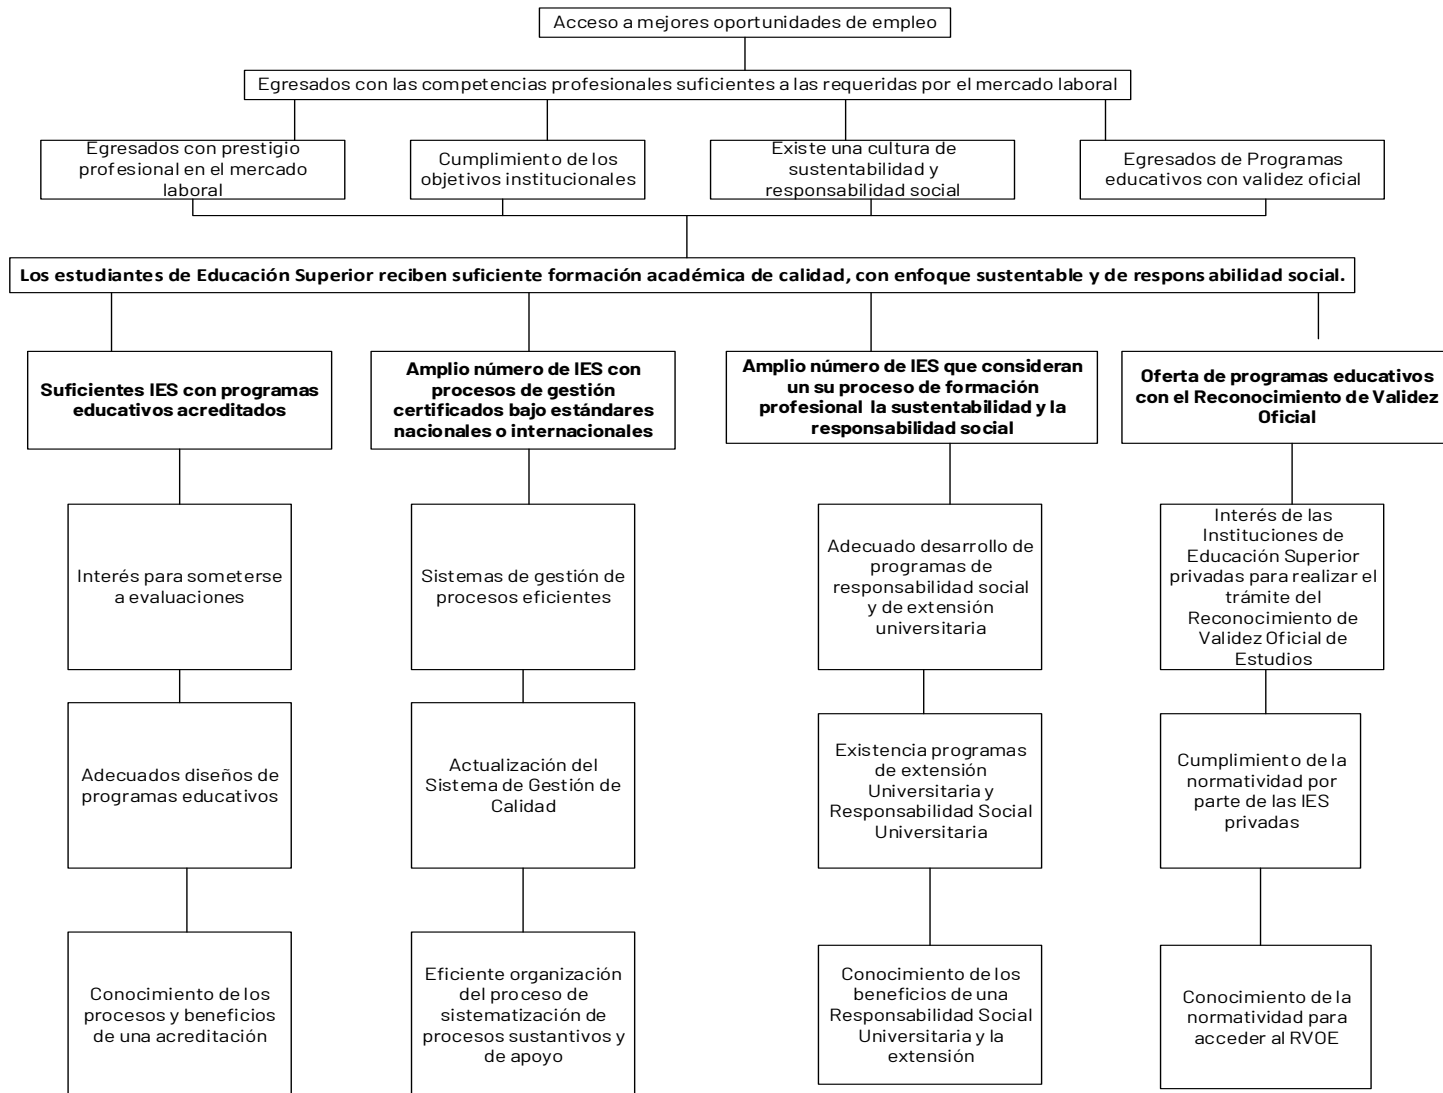 Acceso a mejores oportunidades de empleo
Egresados con las competencias profesionales suficientes a las requeridas por el mercado laboral
Egresados con prestigio
profesional en el mercado
laboral
Cumplimiento de los
objetivos institucionales
Existe una cultura de
sustentabilidad y
responsabilidad social
Egresados de Programas
educativos con validez oficial
Los estudiantes de Educación Superior reciben suficiente formación académica de calidad, con enfoque sustentable y de respons abilidad social.
Suficientes IES con programas
educativos acreditados
Amplio número de IES con
procesos de gestión
certificados bajo estándares
nacionales o internacionales
Amplio número de IES que consideran
un su proceso de formación
profesional la sustentabilidad y la
responsabilidad social
Oferta de programas educativos
con el Reconocimiento de Validez
Oficial
Interés para someterse
a evaluaciones
Sistemas de gestión de
procesos eficientes
Adecuado desarrollo de
programas de
responsabilidad social
y de extensión
universitaria
Interés de las
Instituciones de
Educación Superior
privadas para realizar el
trámite del
Reconocimiento de
Validez Oficial de
Estudios
Adecuados diseños de
programas educativos
Actualización del
Sistema de Gestión de
Calidad
Existencia programas
de extensión
Universitaria y
Responsabilidad Social
Universitaria
Cumplimiento de la
normatividad por
parte de las IES
privadas
Conocimiento de los
procesos y beneficios
de una acreditación
Eficiente organización
del proceso de
sistematización de
procesos sustantivos y
de apoyo
Conocimiento de los
beneficios de una
Responsabilidad Social
Universitaria y la
extensión
Conocimiento de la
normatividad para
acceder al RVOE